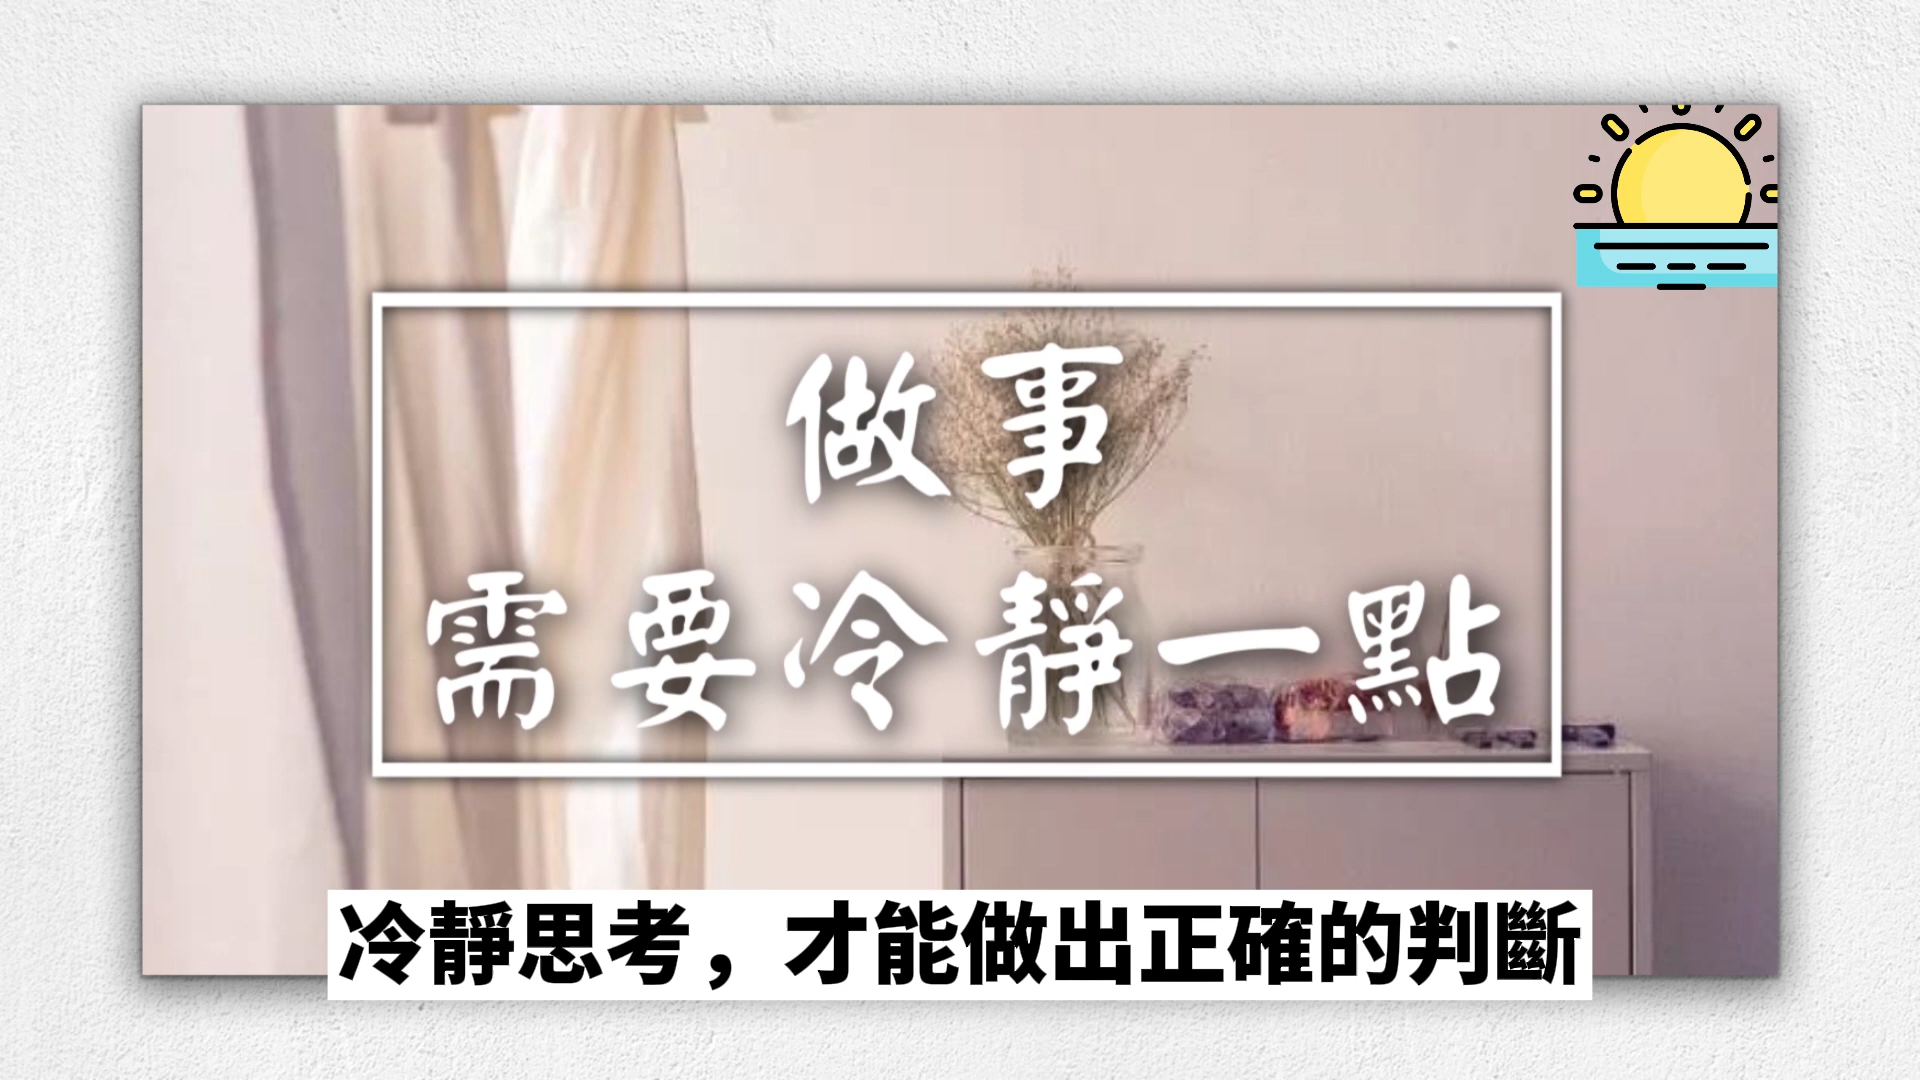 做事
需要冷靜一點
冷靜思考，才能做出正確的判斷